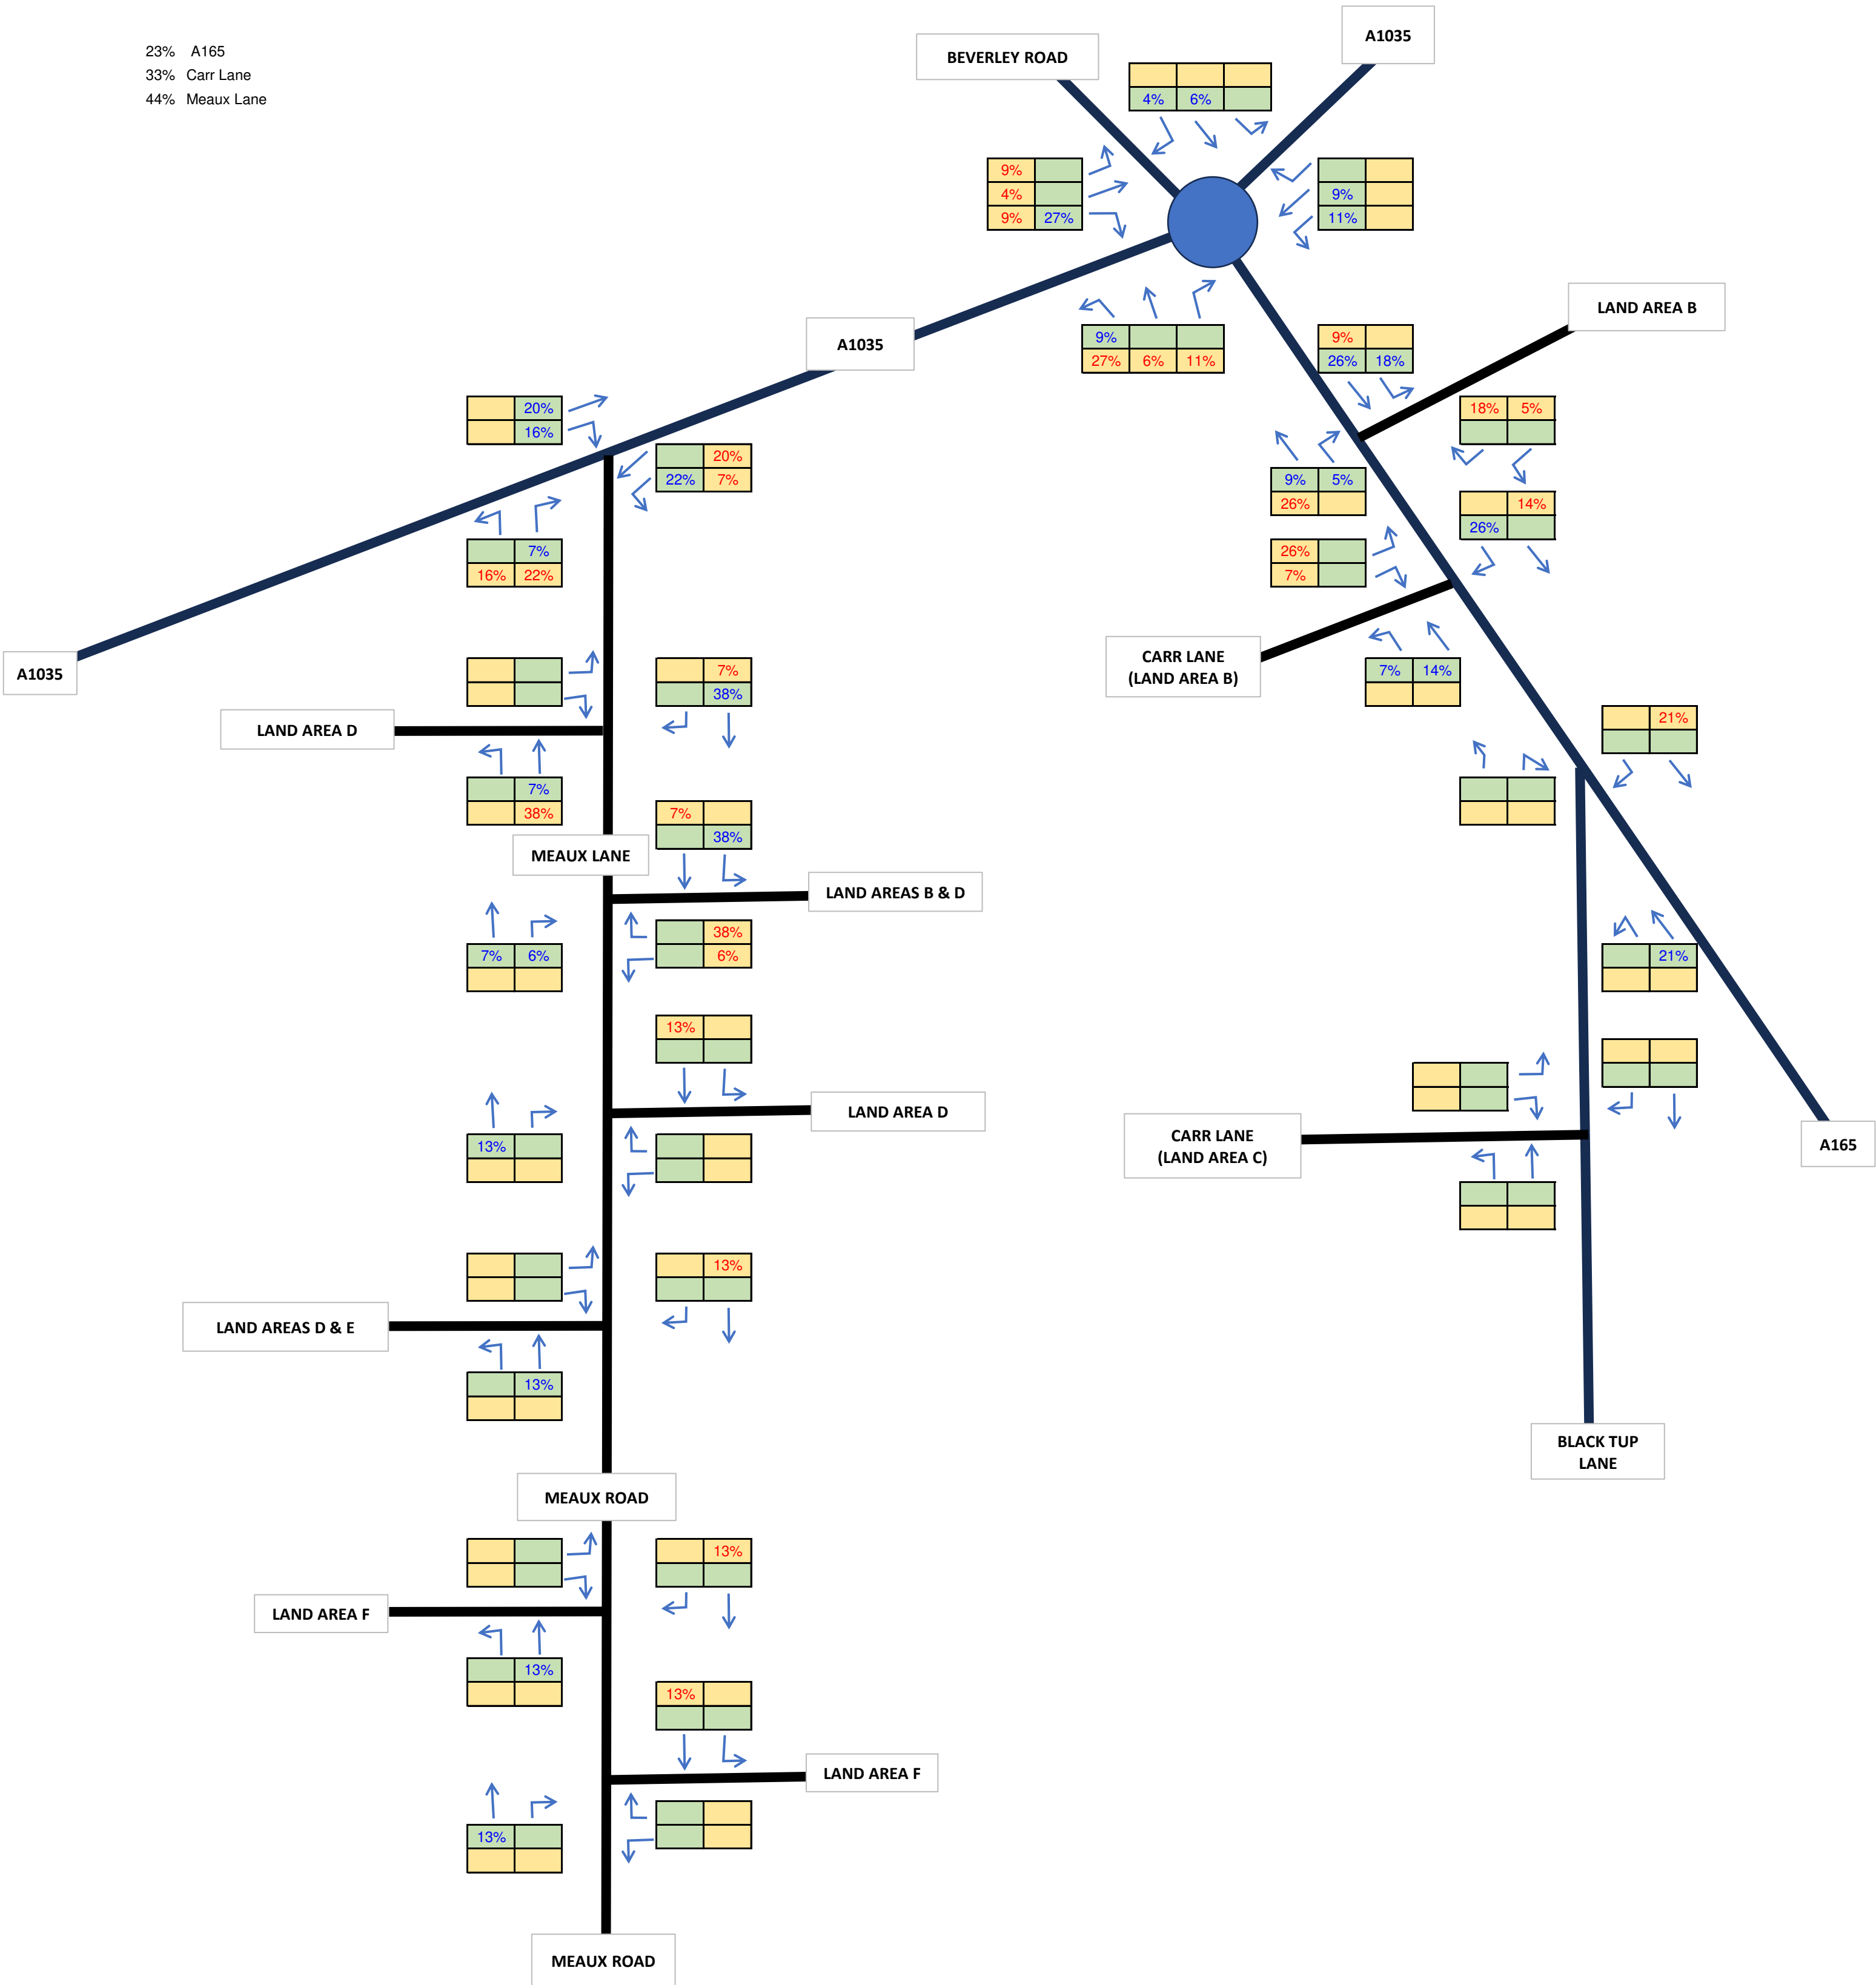 23% A165
33% Carr Lane
44% Meaux Lane
BEVERLEY ROAD
A1035
4% 6%
9%
4%
9% 27%
9%
11%
9%
27% 6% 11%
LAND AREA B
A1035
9%
26% 18%
18% 5%
9% 5%
26%
14%
26%
26%
7%
CARR LANE
(LAND AREA B)
7% 14%
20%
16%
20%
22% 7%
7%
16% 22%
A1035
7%
38%
LAND AREA D
7%
38%
MEAUX LANE
7%
38%
LAND AREAS B & D
7% 6%
38%
6%
13%
LAND AREA D
13%
13%
LAND AREAS D & E
13%
MEAUX ROAD
13%
LAND AREA F
13%
13%
LAND AREA F
13%
MEAUX ROAD
21%
21%
CARR LANE
(LAND AREA C)
A165
BLACK TUP
LANE